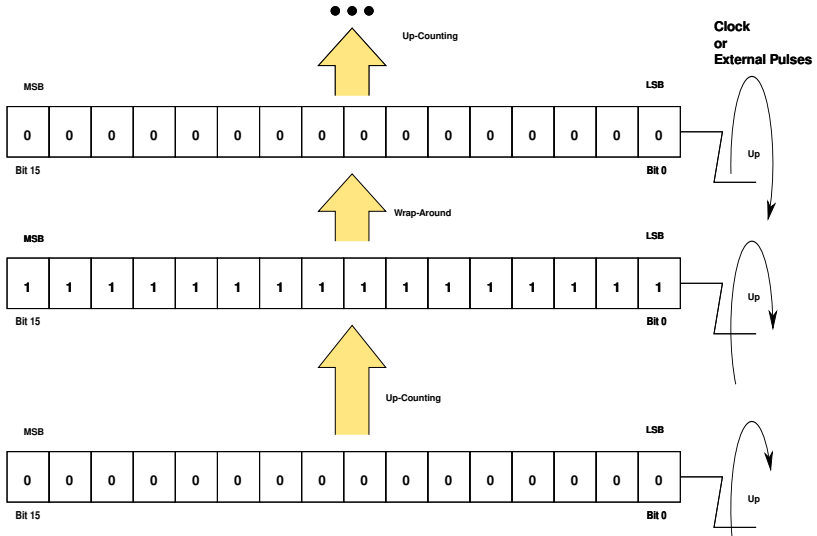 Up-Counting
Clock
or
External Pulses
MSB
LSB
0 0 0 0 0 0 0 0 0 0 0 0 0 0 0 0
Up
Bit 15
Bit 0
Wrap-Around
MSB
LSB
1 1 1 1 1 1 1 1 1 1 1 1 1 1 1 1
Up
Bit 15
Bit 0
Up-Counting
MSB
LSB
0 0 0 0 0 0 0 0 0 0 0 0 0 0 0 0
Up
Bit 15
Bit 0